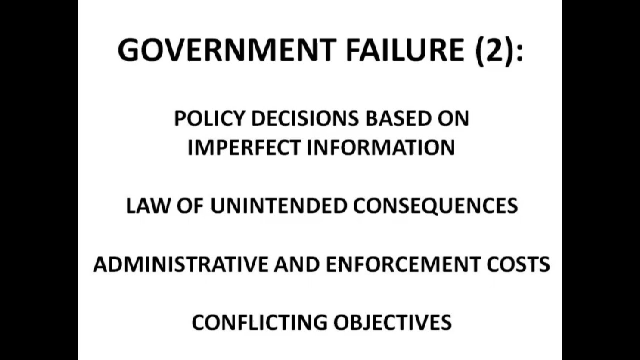 GOVERNMENT FAILURE (2):
POLICY DECISIONS BASED ON
IMPERFECT INFORMATION
LAW OF UNINTENDED CONSEQUENCES
ADMINISTRATIVE AND ENFORCEMENT COSTS
CONFLICTING OBJECTIVES